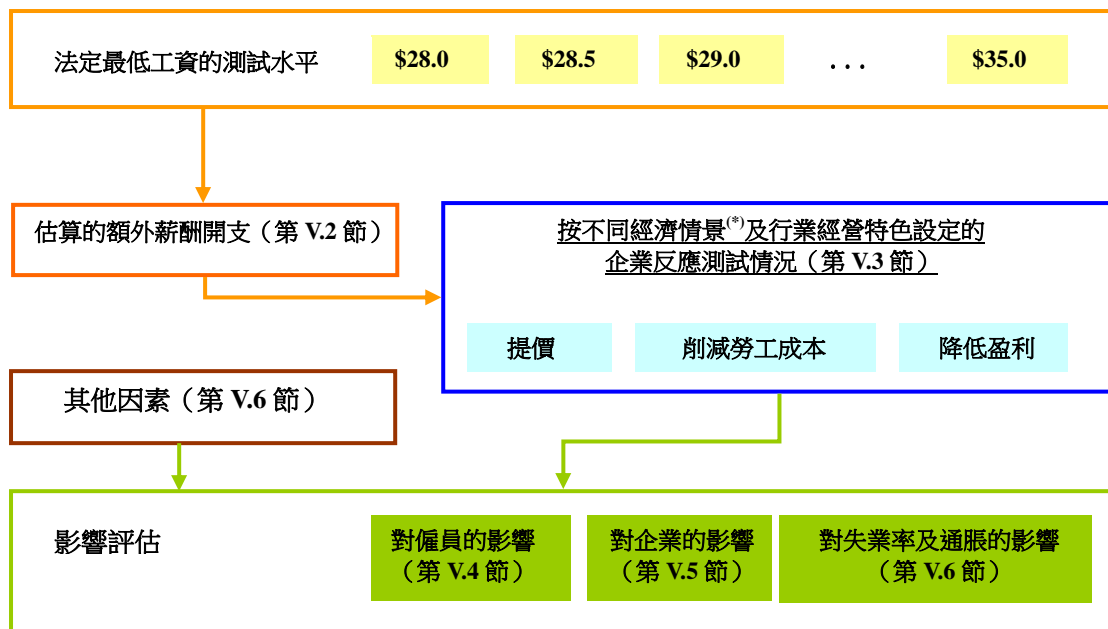 法定最低工資的測試水平 $28.0 $28.5 $29.0 . . . $35.0
估算的額外薪酬開支（第 V.2 節）
按不同經濟情景(*)及行業經營特色設定的
企業反應測試情況（第 V.3 節）
提價 削減勞工成本 降低盈利
其他因素（第 V.6 節）
影響評估
對僱員的影響
（第 V.4 節）
對企業的影響
（第 V.5 節）
對失業率及通脹的影響
（第 V.6 節）